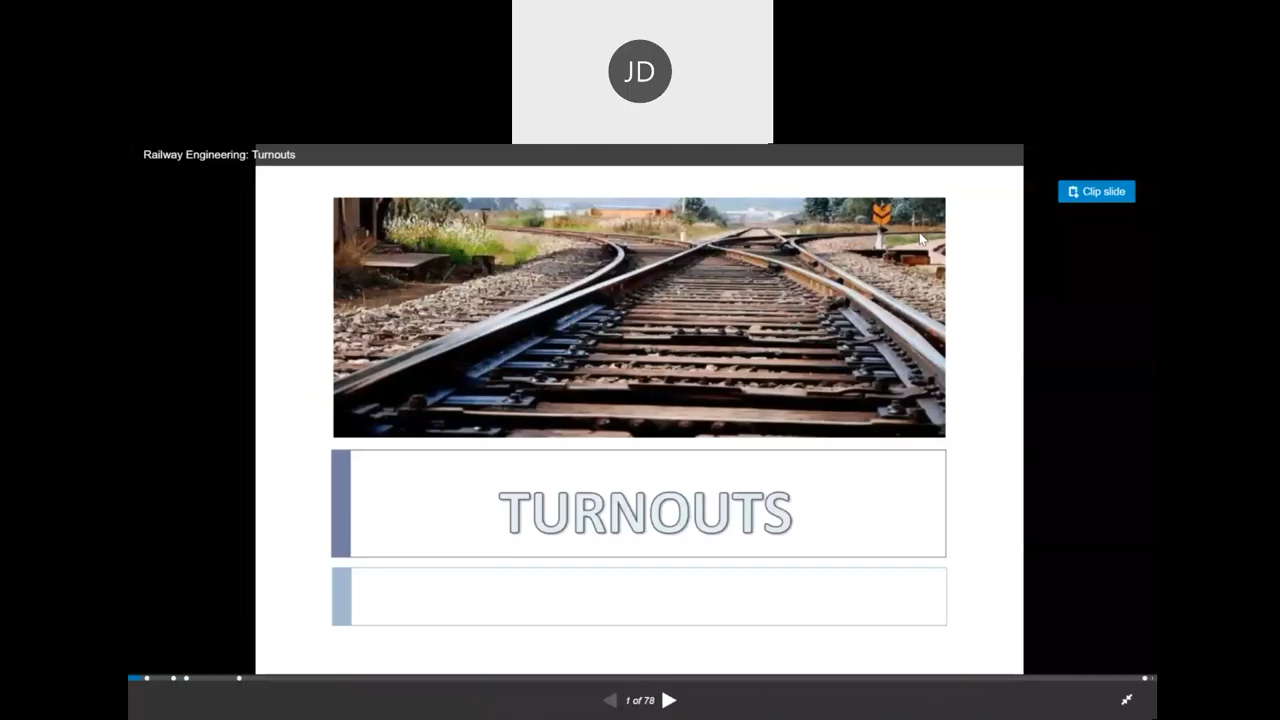 JD
Railway Engineering: Turnouts
Clip slide
TURNOUTS
1 of 78